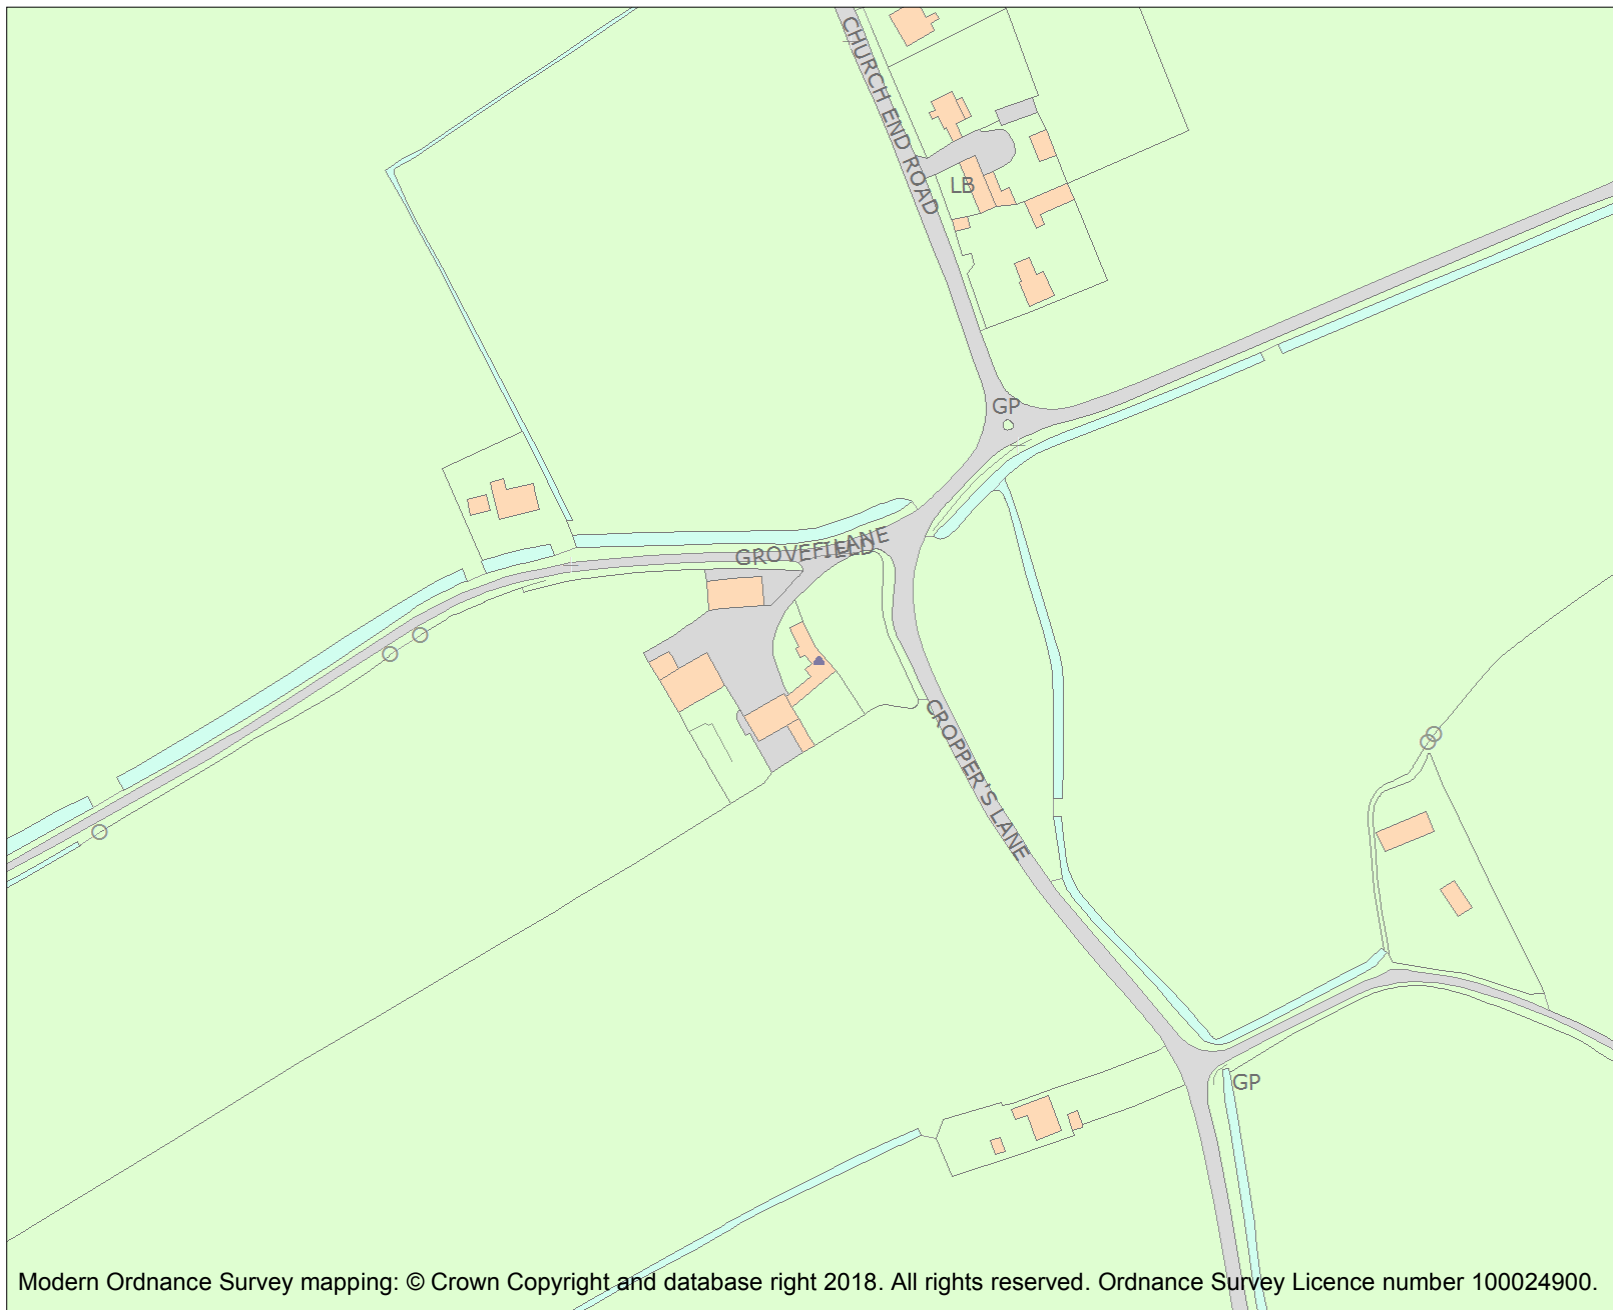 CHURCH END ROAD
LB
GP
GROVEFIELD LANE
CROPPER'S LANE
GP
Modern Ordnance Survey mapping: © Crown Copyright and database right 2018. All rights reserved. Ordnance Survey Licence number 100024900.